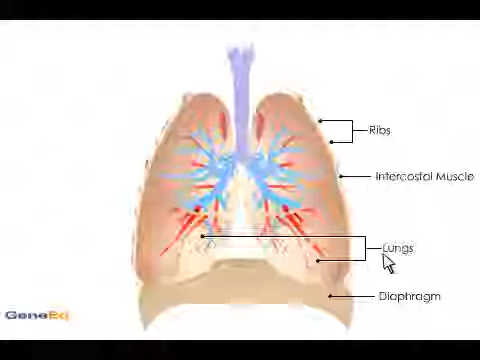 Ribs
Intercostal Muscle
Lungs
Diaphragm
GeneEd